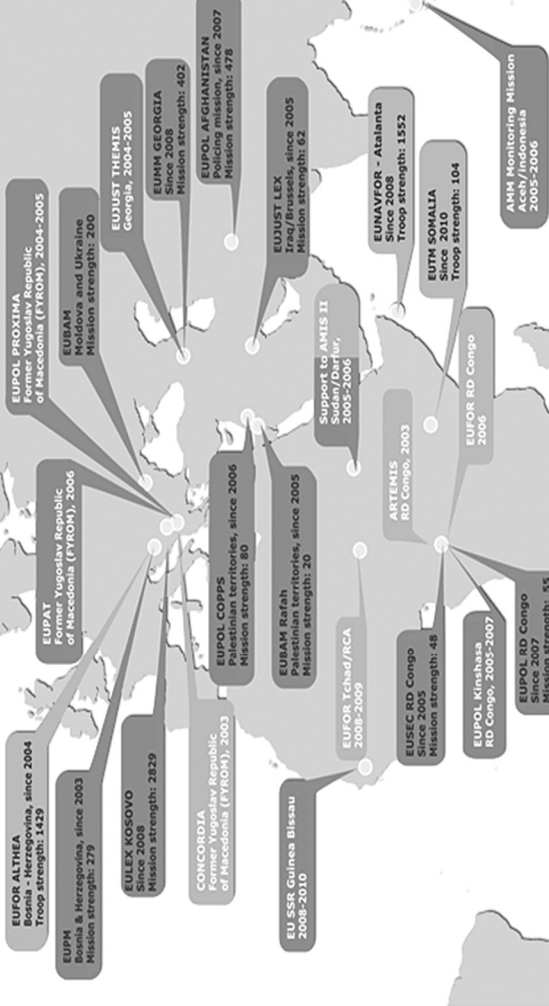 EUFOR ALTHEA
Bosnia - Herzegovina, since 2004
Troop strength: 1429
EUPM
Bosnia & Herzegovina, since 2003
Mission strength: 279
EULEX KOSOVO
Since 2008
Mission strength: 2829
CONCORDIA
Former Yugoslav Republic
of Macedonia (FYROM), 2003
EU SSR Guinea Bissau
2008-2010
EUPAT
Former Yugoslav Republic
of Macedonia (FYROM), 2006
EUPOL COPPS
Palestinian territories, since 2006
Mission strength: 80
EUBAM Rafah
Palestinian territories, since 2005
Mission strength: 20
EUFOR Tchad/RCA
2008-2009
EUSEC RD Congo
Since 2005
Mission strength: 48
EUPOL Kinshasa
RD Congo, 2005-2007
EUPOL RD Congo
Since 2007
Mission strength: 55
EUPOL PROXIMA
Former Yugoslav Republic
of Macedonia (FYROM), 2004-2005
EUBAM
Moldova and Ukraine
Mission strength: 200
EUJUST THEMIS
Georgia, 2004-2005
EUMM GEORGIA
Since 2008
Mission strength: 402
EUPOL AFGHANISTAN
Policing mission, since 2007
Mission strength: 478
EUJUST LEX
Iraq/Brussels, since 2005
Mission strength: 62
Support to AMIS II
Sudan/Darfur,
2005-2006
EUNAVFOR - Atalanta
Since 2008
Troop strength: 1552
ARTEMIS
RD Congo, 2003
EUTM SOMALIA
Since 2010
Troop strength: 104
EUFOR RD Congo
2006
AMM Monitoring Mission
Aceh/indonesia
2005-2006